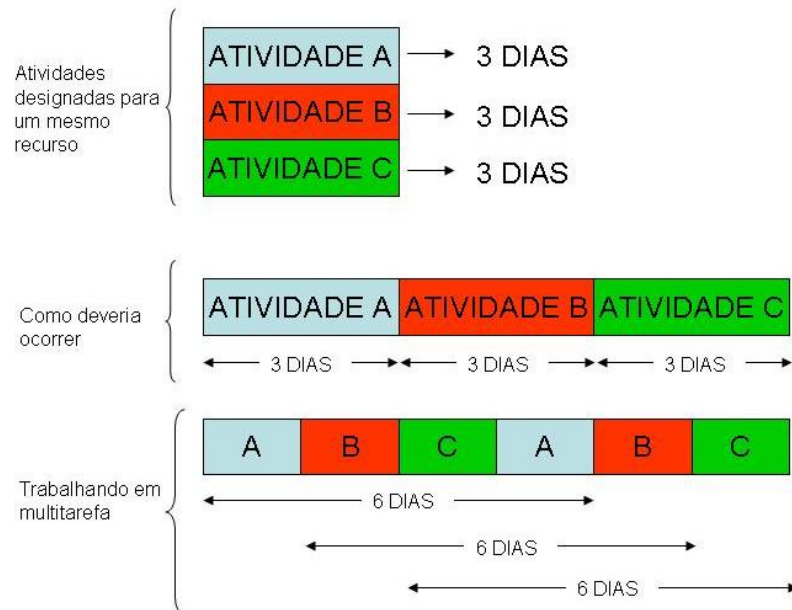 Atividades
designadas para
um mesmo
recurso
ATIVIDADE A
3 DIAS
ATIVIDADE B
3 DIAS
ATIVIDADE C
3 DIAS
Como deveria
ocorrer
ATIVIDADE A ATIVIDADE B ATIVIDADE C
3 DIAS 3 DIAS 3 DIAS
Trabalhando em
multitarefa
A B C A B C
6 DIAS
6 DIAS
6 DIAS